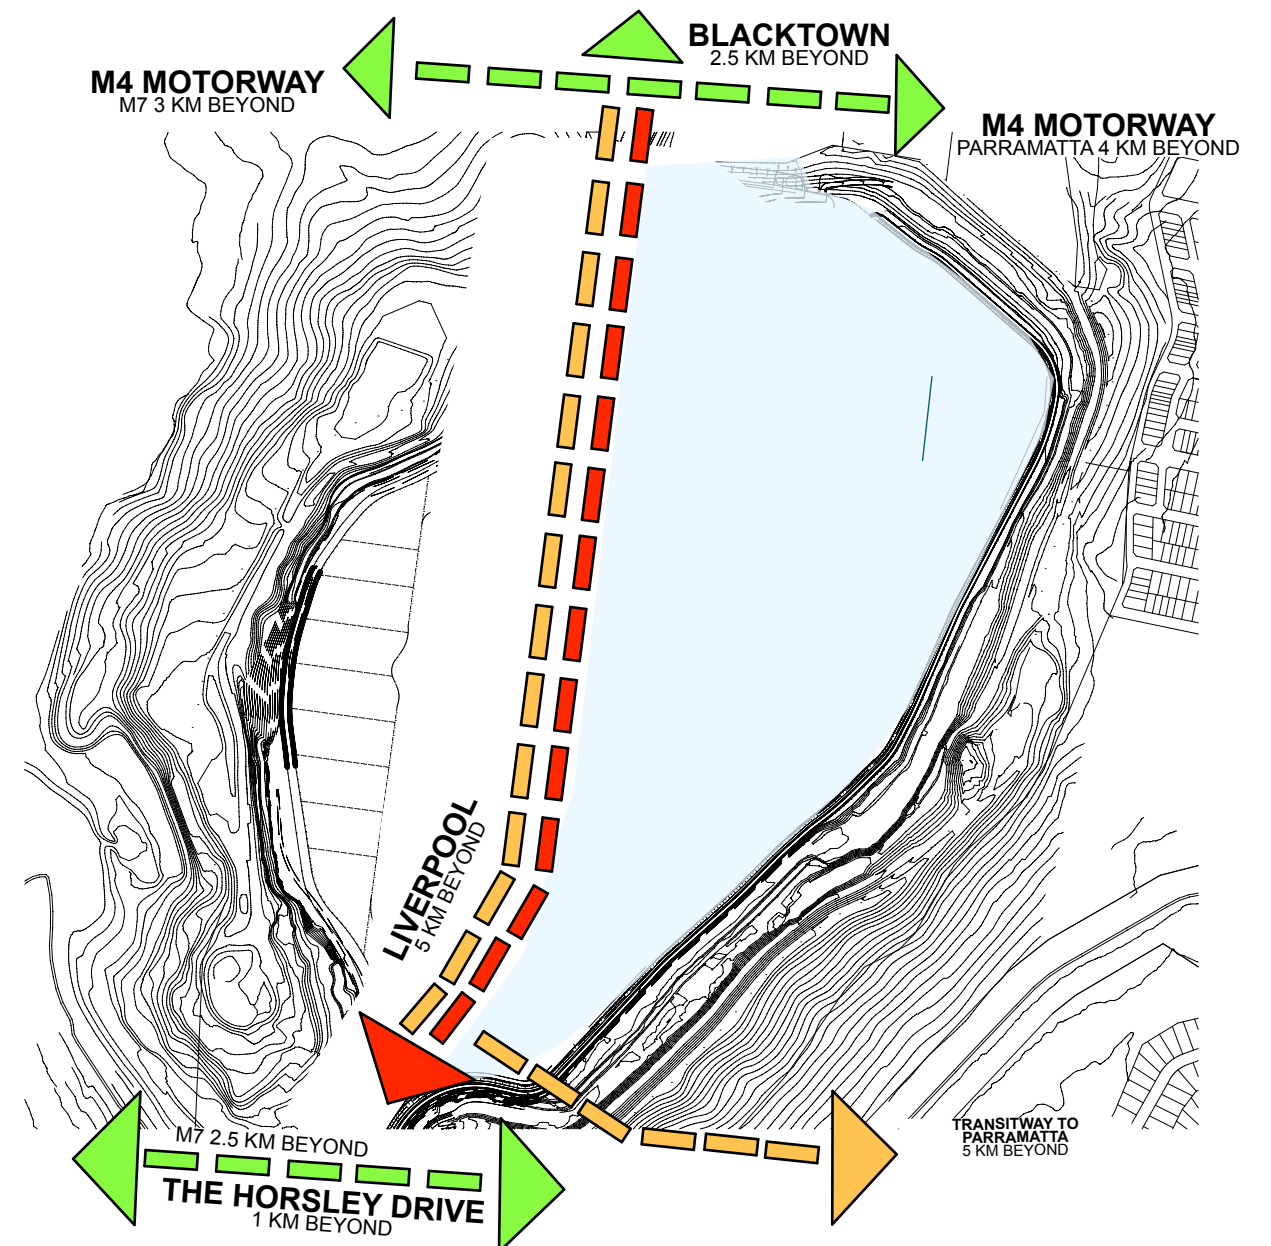 BLACKTOWN
2.5 KM BEYOND
M4 MOTORWAY
M7 3 KM BEYOND
M4 MOTORWAY
PARRAMATTA 4 KM BEYOND
LIVERPOOL
5 KM BEYOND
TRANSITWAY TO
PARRAMATTA
5 KM BEYOND
M7 2.5 KM BEYOND
THE HORSLEY DRIVE
1 KM BEYOND